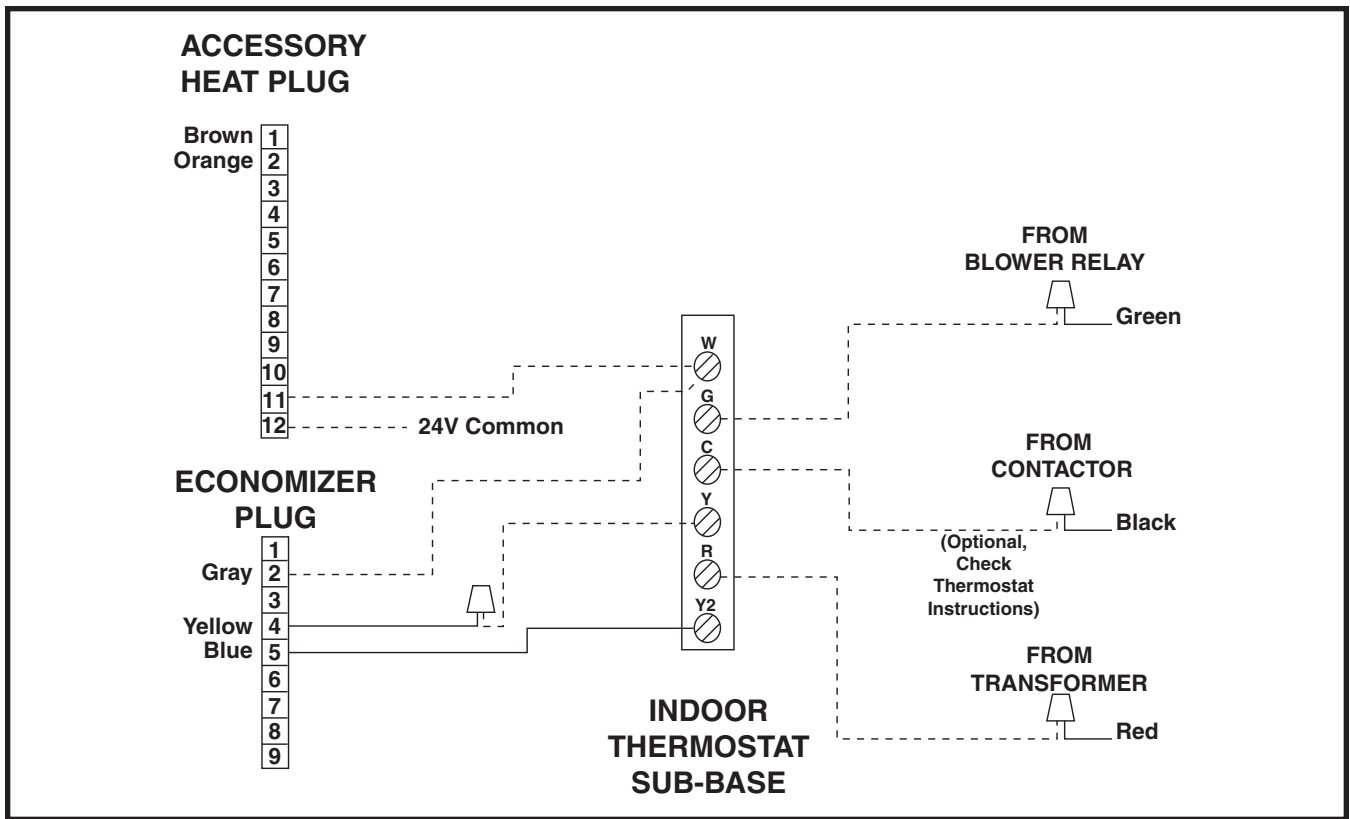 ACCESSORY
HEAT PLUG
Brown 1
Orange 2
3
4
5
6
7
8
9
10
11
12 24V Common
ECONOMIZER
PLUG
1
Gray 2
3
Yellow 4
Blue 5
6
7
8
9
W
G
C
Y
R
Y2
INDOOR
THERMOSTAT
SUB-BASE
FROM
BLOWER RELAY
Green
FROM
CONTACTOR
Black
(Optional,
Check
Thermostat
Instructions)
FROM
TRANSFORMER
Red